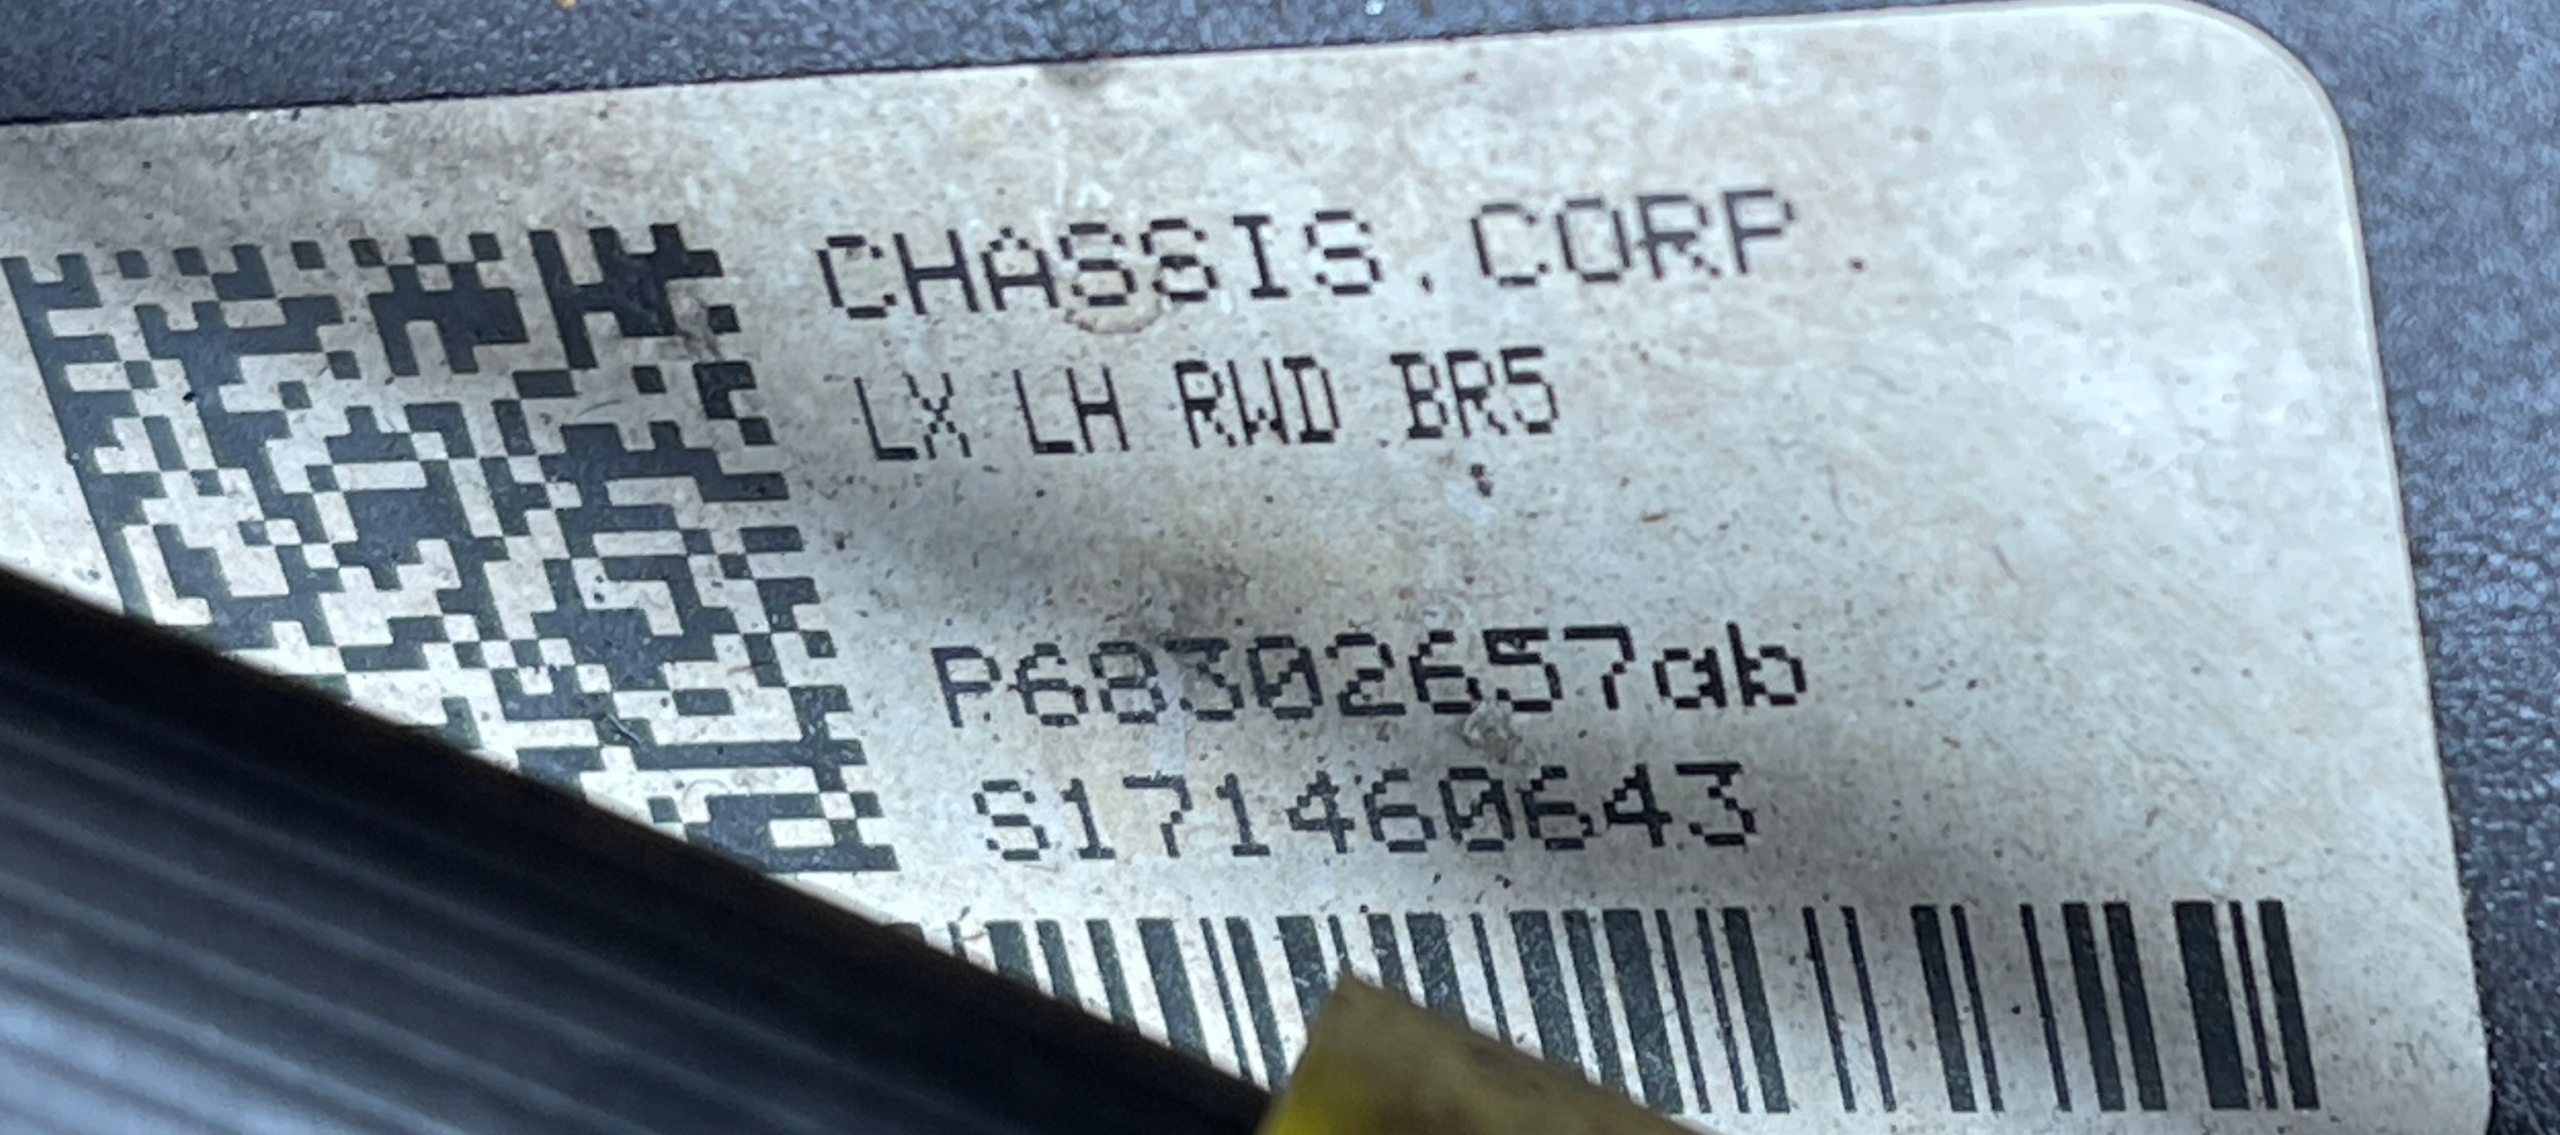 CHASSIS.CORP.
LX LH RWD BR5
P68302657ab
S171460643